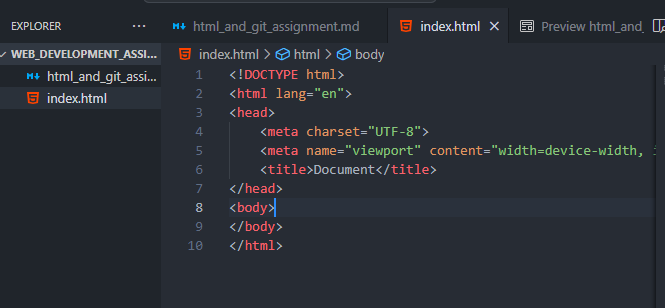 EXPLORER
html_and_git_assignment.md
index.html
Preview html_and_
WEB_DEVELOPMENT_ASSI...
html_and_git_assi...
index.html
index.html > html > body
1 <!DOCTYPE html>
2 <html lang="en">
3 <head>
4 <meta charset="UTF-8">
5 <meta name="viewport" content="width=device-width,
6 <title>Document</title>
7 </head>
8 <body>
9 </body>
10 </html>